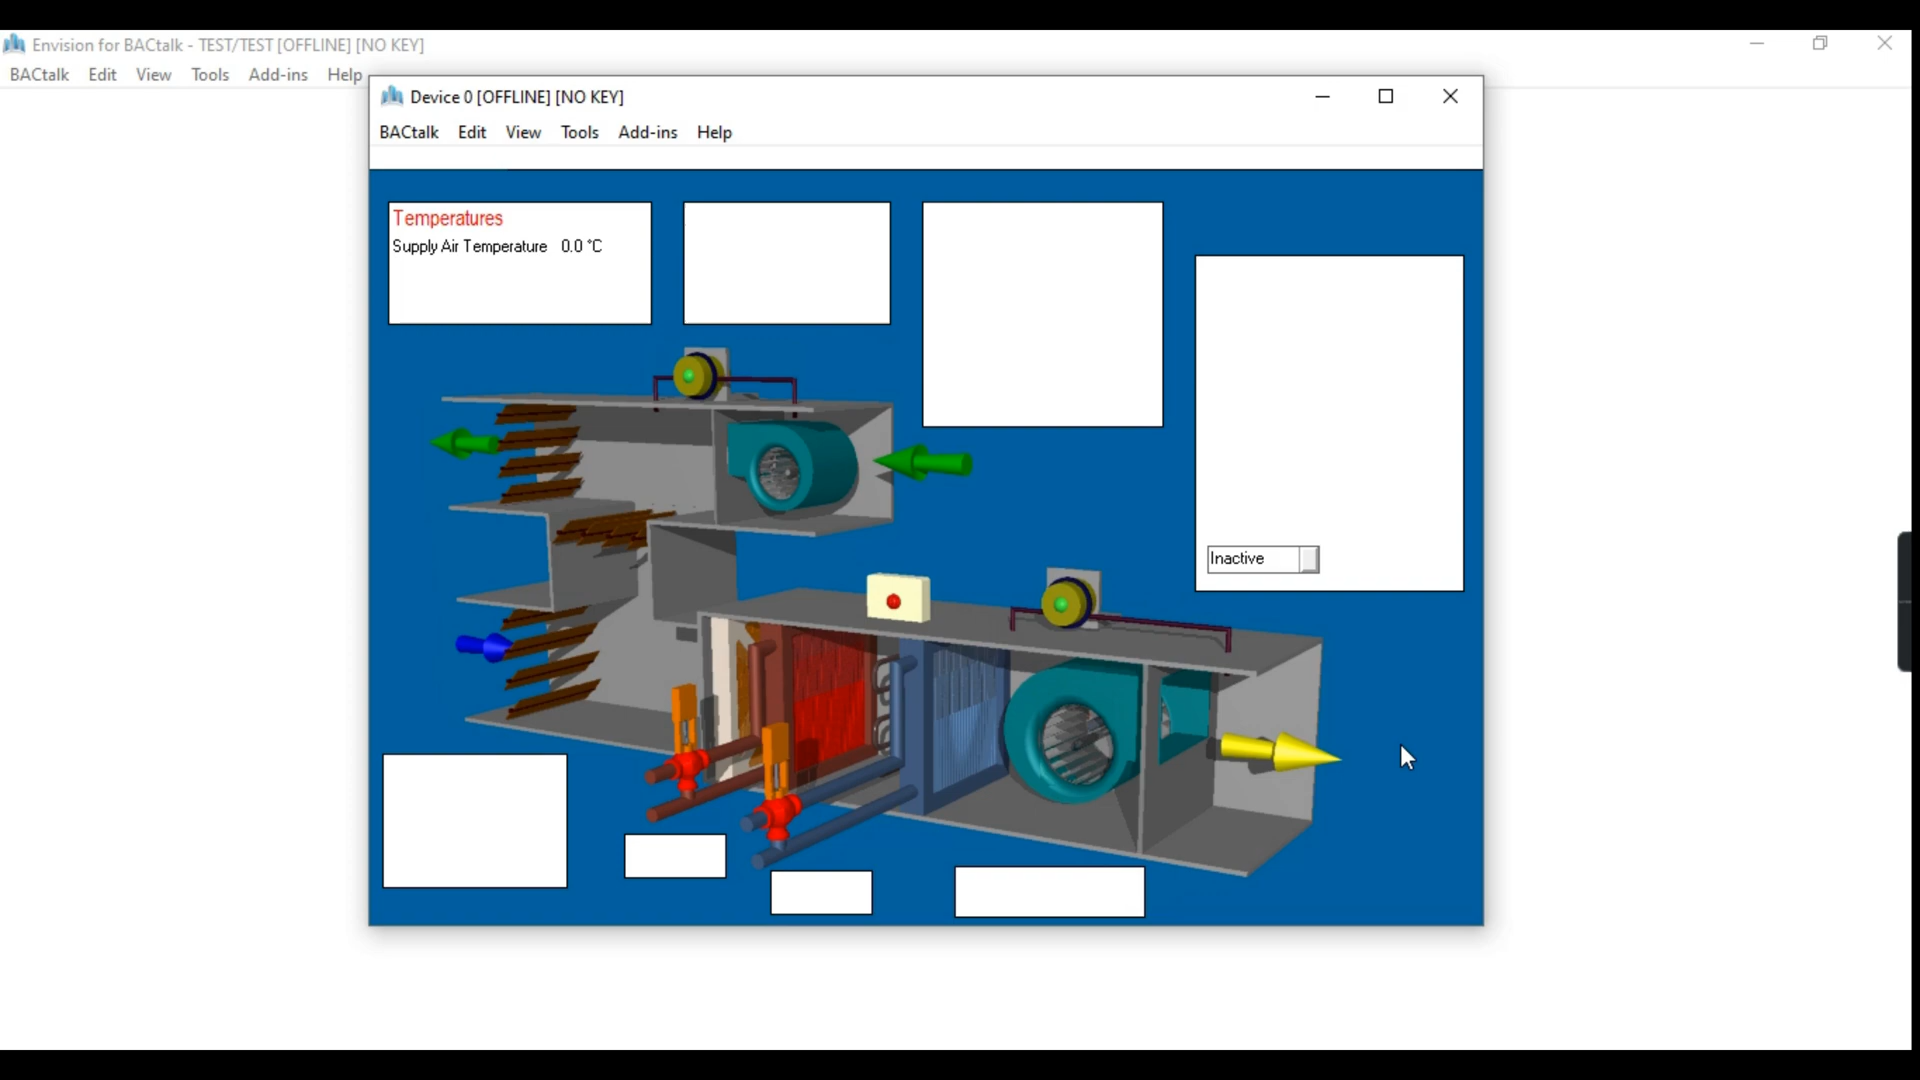 Envision for BACtalk - TEST/TEST [OFFLINE] [NO KEY]
BACtalk Edit View Tools Add-ins Help
Device 0 [OFFLINE] [NO KEY]
BACtalk Edit View Tools Add-ins Help
Temperatures
Supply Air Temperature 0.0 °C
Inactive